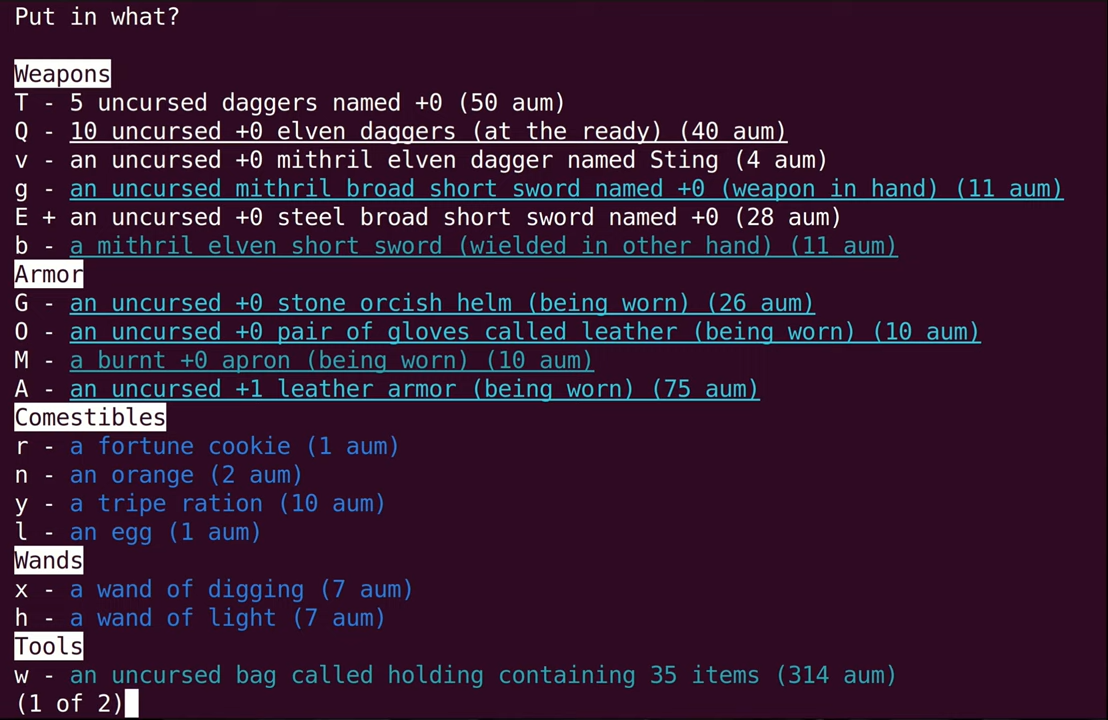 Put in what?
Weapons
T - 5 uncursed daggers named +0 (50 aum)
Q - 10 uncursed +0 elven daggers (at the ready) (40 aum)
v - an uncursed +0 mithril elven dagger named Sting (4 aum)
g - an uncursed mithril broad short sword named +0 (weapon in hand) (11 aum)
E + an uncursed +0 steel broad short sword named +0 (28 aum)
b - a mithril elven short sword (wielded in other hand) (11 aum)
Armor
G - an uncursed +0 stone orcish helm (being worn) (26 aum)
O - an uncursed +0 pair of gloves called leather (being worn) (10 aum)
M - a burnt +0 apron (being worn) (10 aum)
A - an uncursed +1 leather armor (being worn) (75 aum)
Comestibles
r - a fortune cookie (1 aum)
n - an orange (2 aum)
y - a tripe ration (10 aum)
l - an egg (1 aum)
Wands
x - a wand of digging (7 aum)
h - a wand of light (7 aum)
Tools
w - an uncursed bag called holding containing 35 items (314 aum)
(1 of 2)